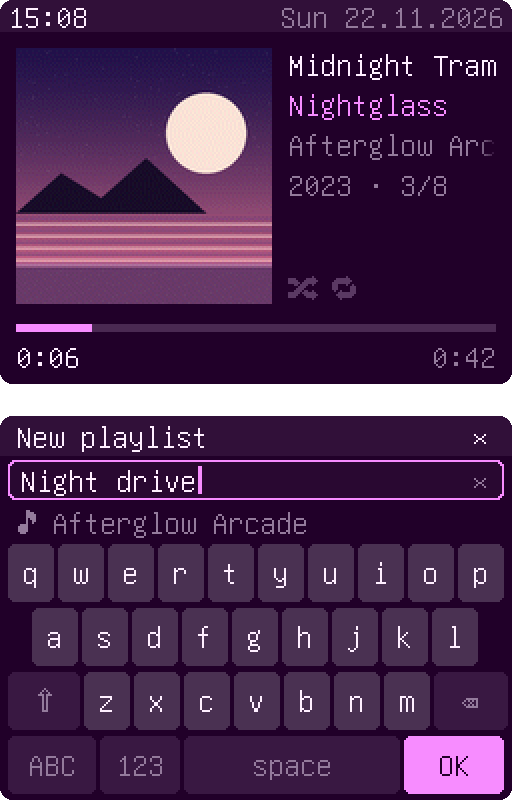 15:08 Sun 22.11.2026
Midnight Tram
Nightglass
Afterglow Arc
2023 · 3/8
0:06 0:42
New playlist ×
Night drive ×
Afterglow Arcade
q w e r t y u i o p
a s d f g h j k l
⇧ z x c v b n m ⌫
ABC 123 space OK